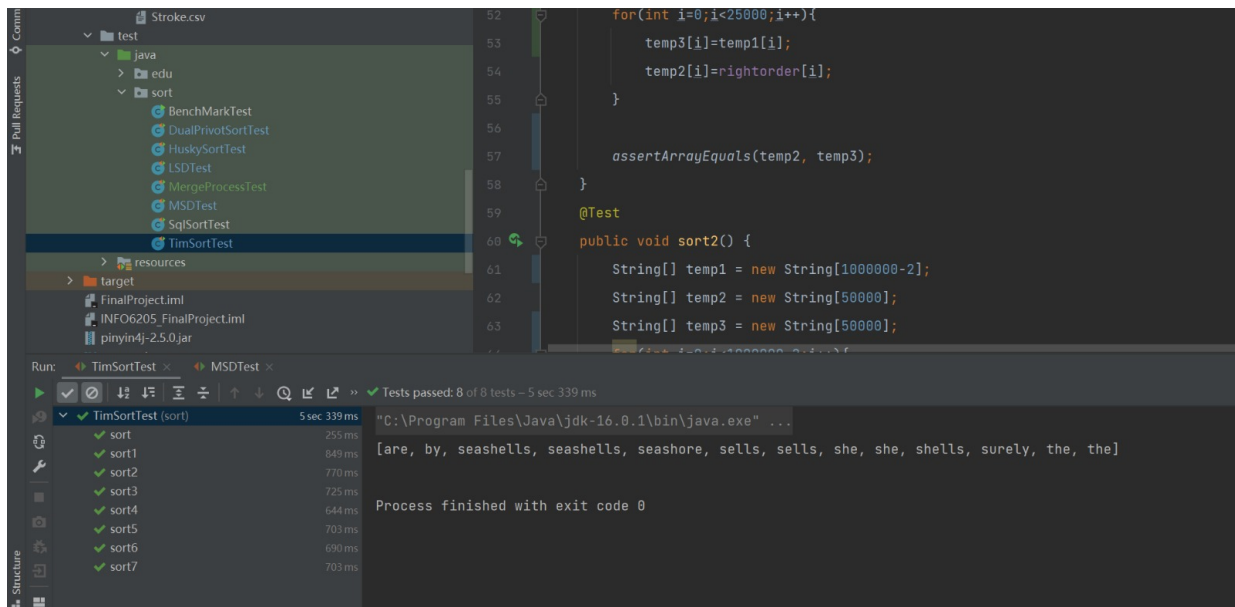 Stroke.csv
test
java
edu
sort
BenchMarkTest
DualPrivotSortTest
HuskySortTest
LSDTest
MergeProcessTest
MSDTest
SqlSortTest
TimSortTest
resources
target
FinalProject.iml
INFO6205_FinalProject.iml
pinyin4j-2.5.0.jar
Comm
Pull Requests
Structure
52 for(int i=0;i<25000;i++){
53 temp3[i]=temp1[i];
54 temp2[i]=rightorder[i];
55 }
56
57 assertArrayEquals(temp2, temp3);
58 }
59 @Test
60 public void sort2() {
61 String[] temp1 = new String[1000000-2];
62 String[] temp2 = new String[50000];
63 String[] temp3 = new String[50000];
for(int i=0;i<1000000-2;i++){
Run: TimSortTest × MSDTest ×
» Tests passed: 8 of 8 tests – 5 sec 339 ms
TimSortTest (sort) 5 sec 339 ms
sort 255 ms
sort1 849 ms
sort2 770 ms
sort3 725 ms
sort4 644 ms
sort5 703 ms
sort6 690 ms
sort7 703 ms
"C:\Program Files\Java\jdk-16.0.1\bin\java.exe" ...
[are, by, seashells, seashells, seashore, sells, sells, she, she, shells, surely, the, the]
Process finished with exit code 0